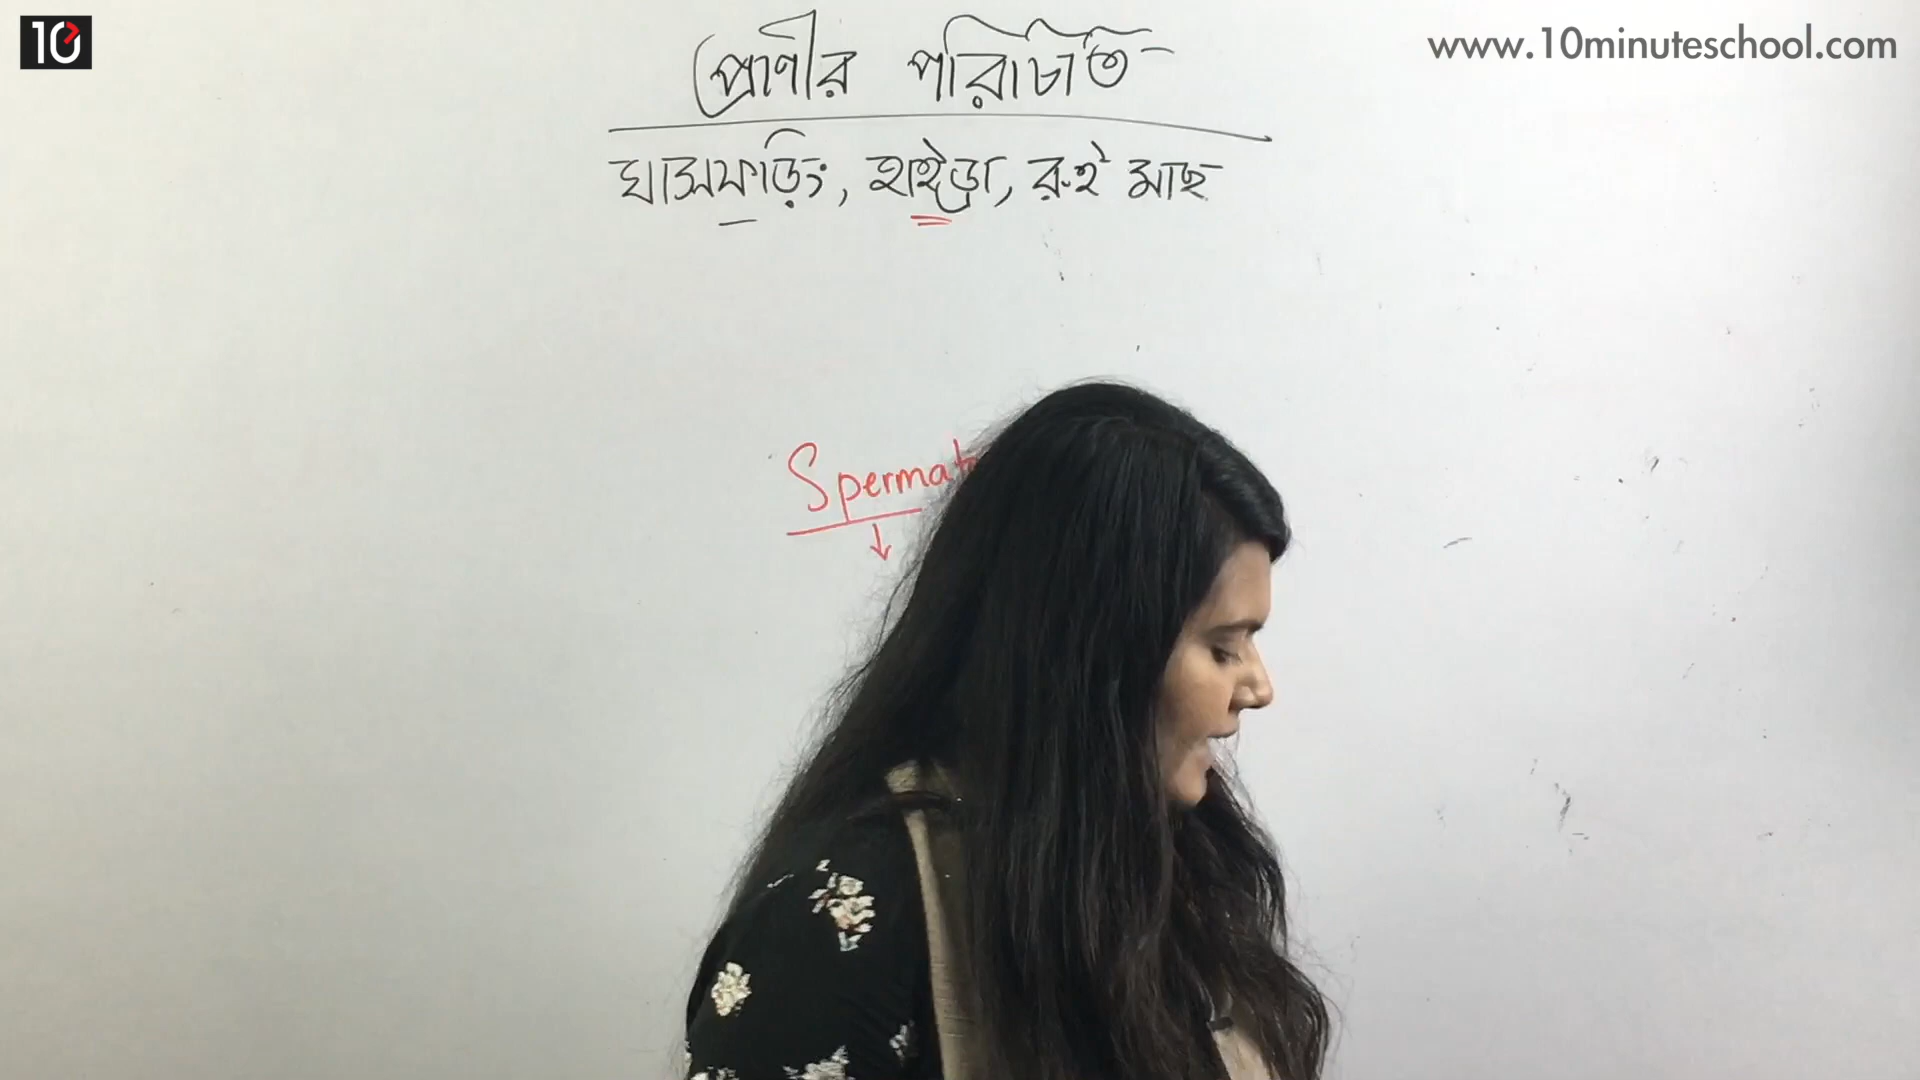 10
www.10minuteschool.com
প্রাণীর পরিচিতি
ঘাসফড়িং, হাইড্রা, রুই মাছ
Spermat